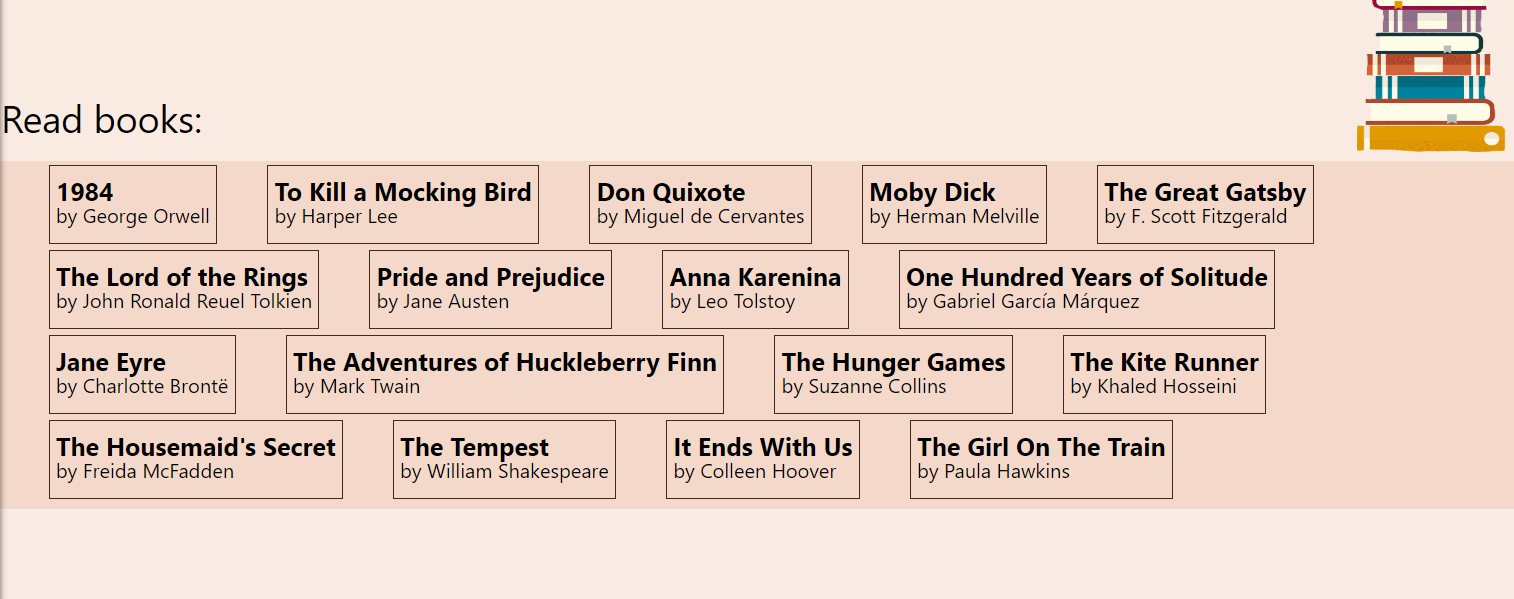 Read books:
1984
by George Orwell
To Kill a Mocking Bird
by Harper Lee
Don Quixote
by Miguel de Cervantes
Moby Dick
by Herman Melville
The Great Gatsby
by F. Scott Fitzgerald
The Lord of the Rings
by John Ronald Reuel Tolkien
Pride and Prejudice
by Jane Austen
Anna Karenina
by Leo Tolstoy
One Hundred Years of Solitude
by Gabriel García Márquez
Jane Eyre
by Charlotte Brontë
The Adventures of Huckleberry Finn
by Mark Twain
The Hunger Games
by Suzanne Collins
The Kite Runner
by Khaled Hosseini
The Housemaid's Secret
by Freida McFadden
The Tempest
by William Shakespeare
It Ends With Us
by Colleen Hoover
The Girl On The Train
by Paula Hawkins